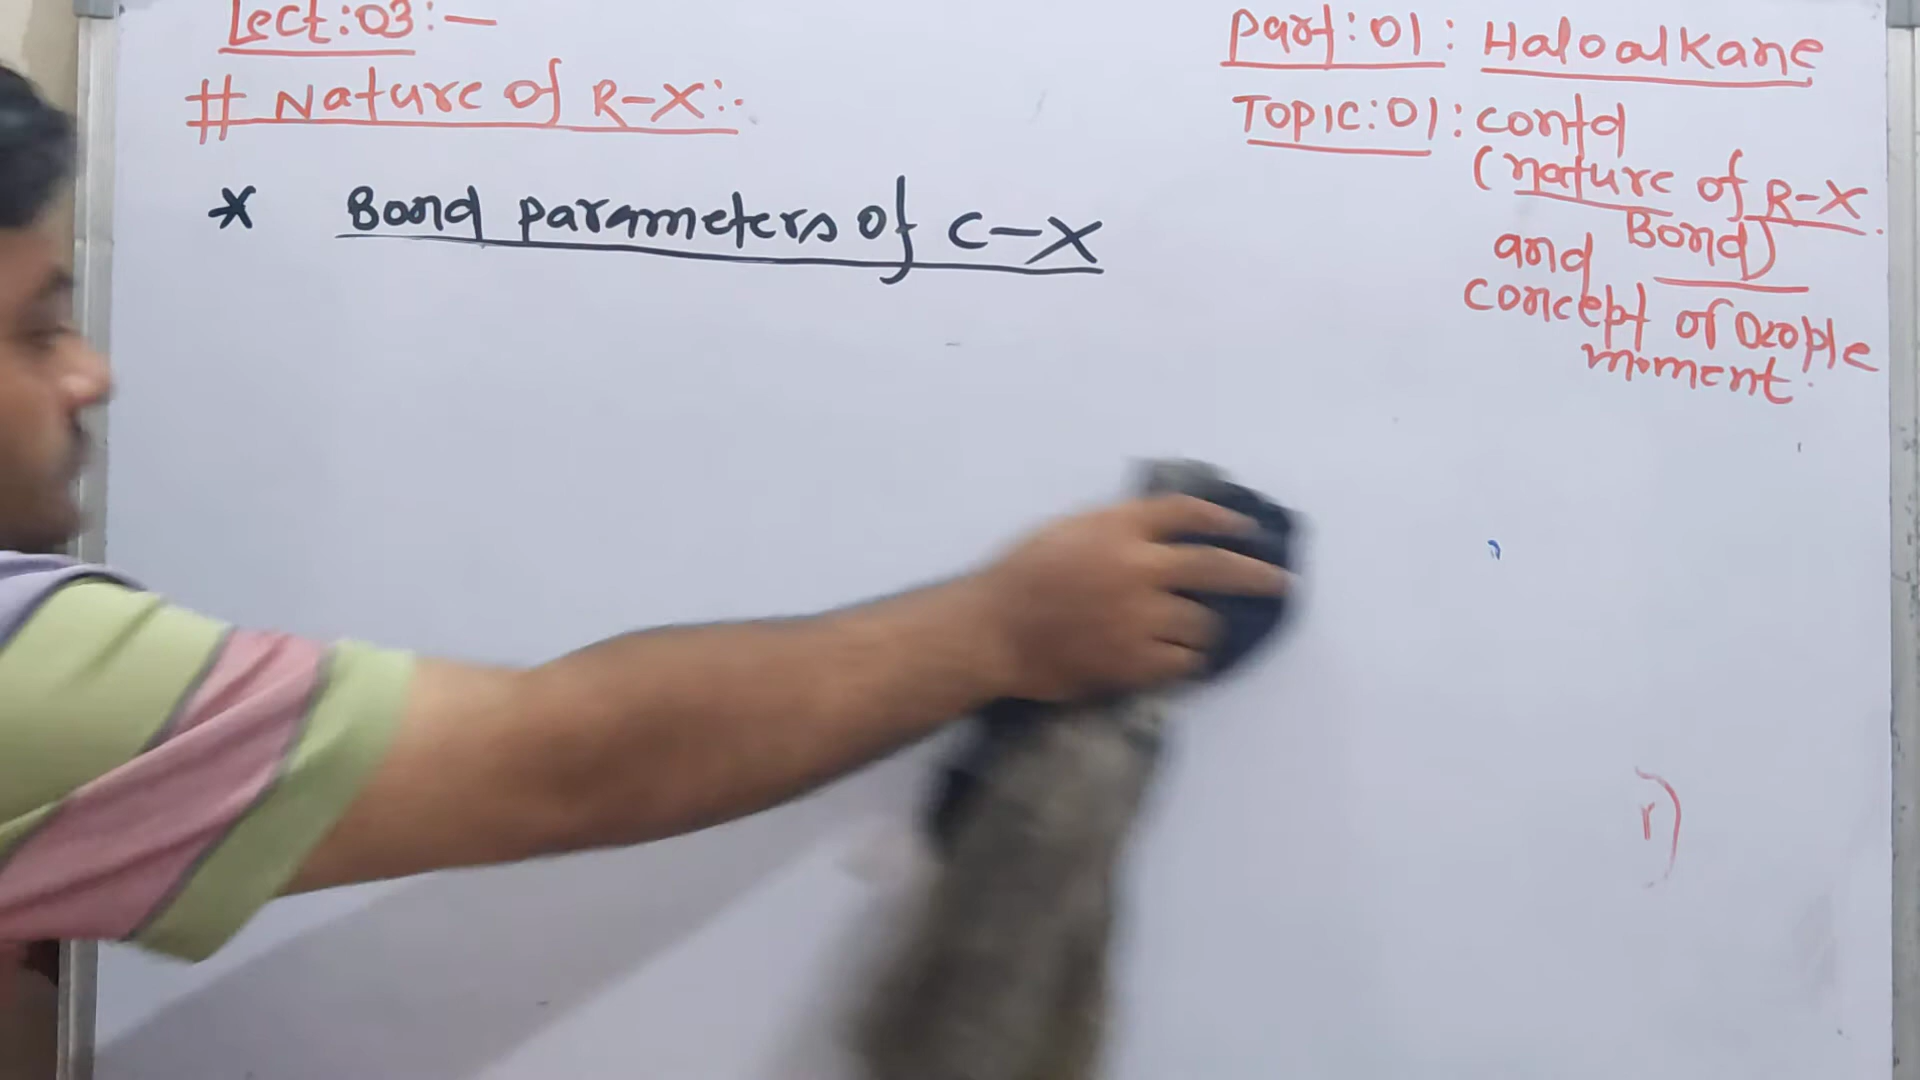 Lect:03:—
# Nature of R-X:-
* Bond parameters of C-X
Part:01: Haloalkane
Topic:01: contd
(nature of R-X
Bond)
and
concept of Diople
moment.
r)